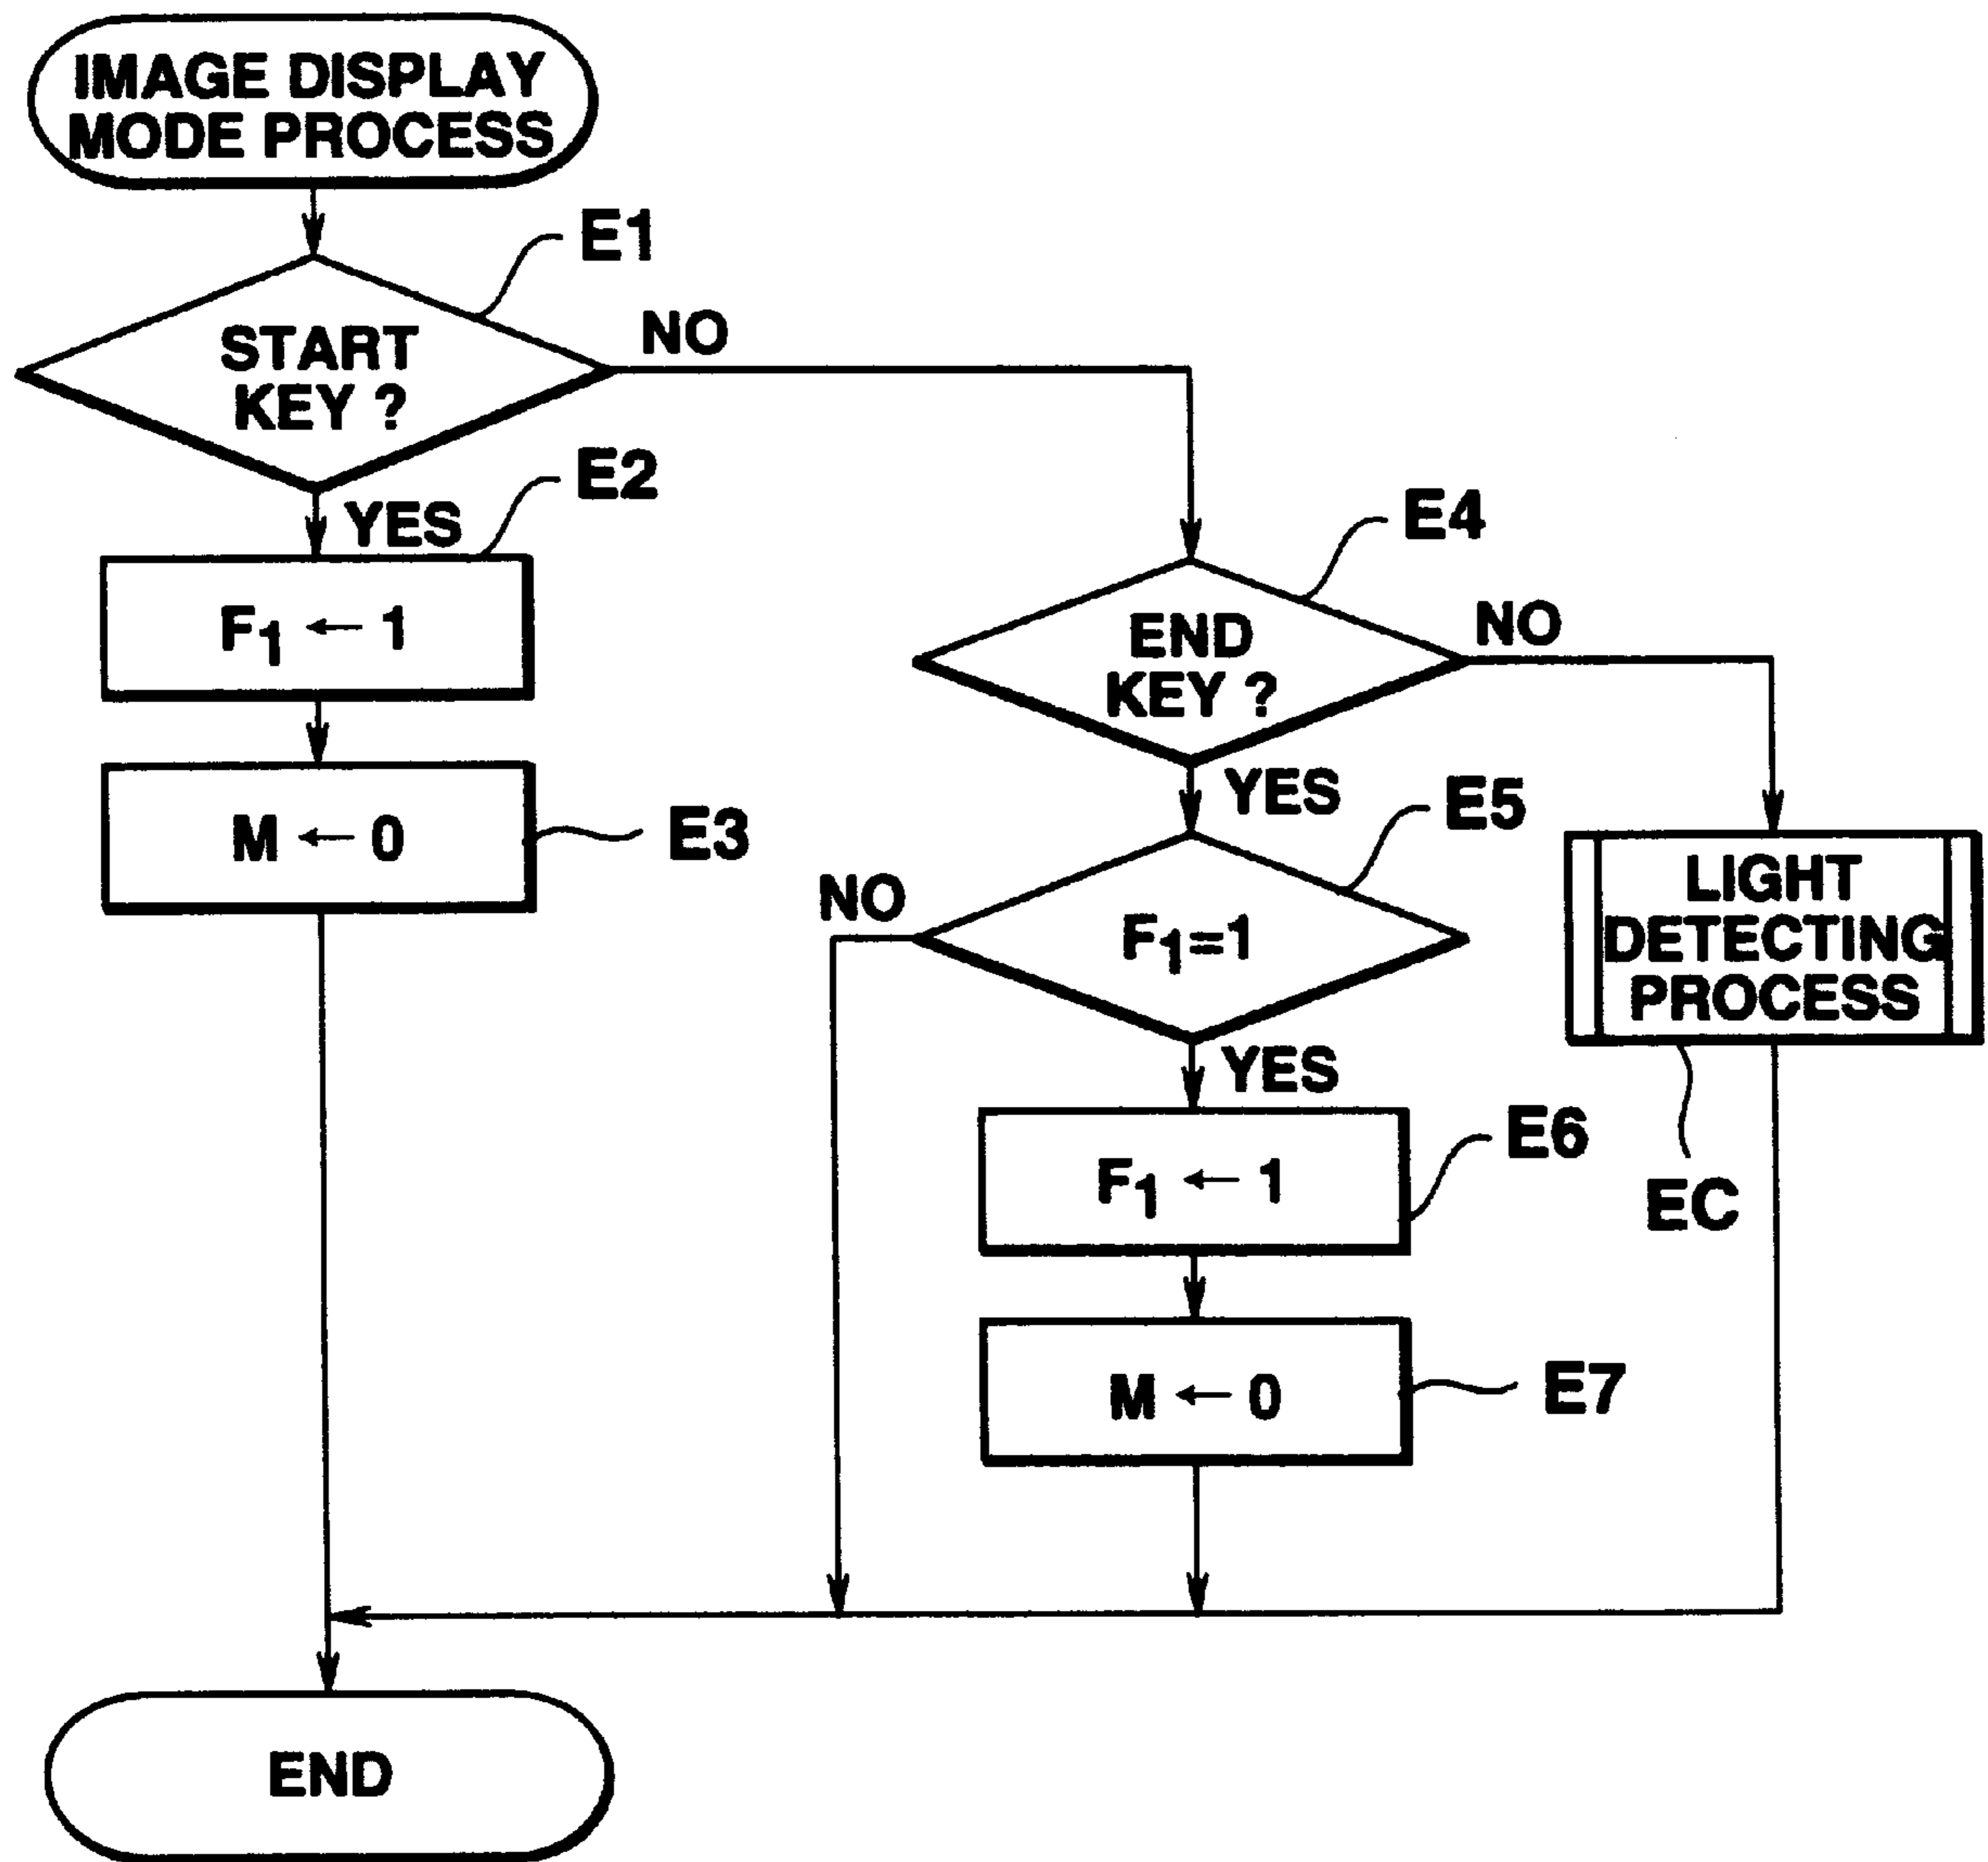 IMAGE DISPLAY
MODE PROCESS
E1
START
KEY ?
NO
YES
E2
F₁ ← 1
M ← 0
E3
E4
END
KEY ?
NO
YES
E5
F₁=1
NO
YES
LIGHT
DETECTING
PROCESS
EC
F₁ ← 1
E6
M ← 0
E7
END